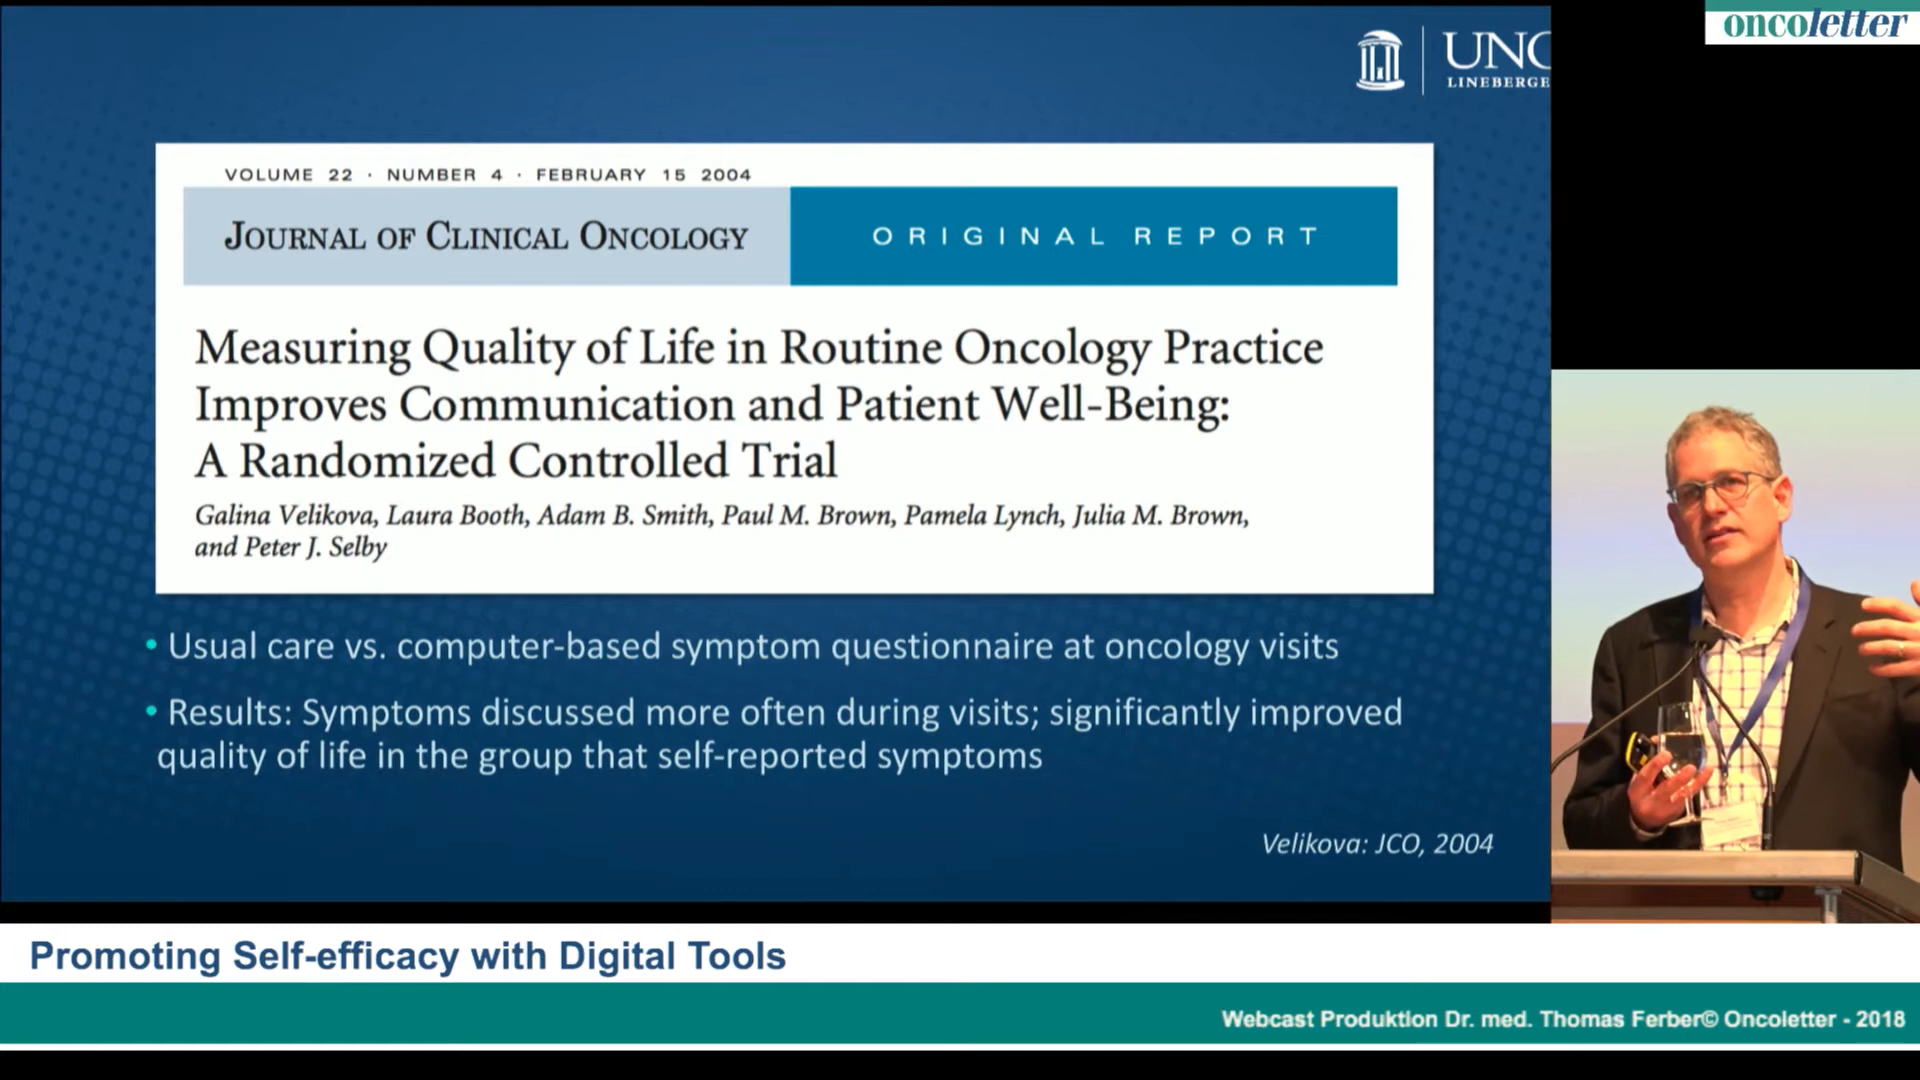 oncoletter
UNC
LINEBERGE
VOLUME 22 · NUMBER 4 · FEBRUARY 15 2004
JOURNAL OF CLINICAL ONCOLOGY
ORIGINAL REPORT
Measuring Quality of Life in Routine Oncology Practice
Improves Communication and Patient Well-Being:
A Randomized Controlled Trial
Galina Velikova, Laura Booth, Adam B. Smith, Paul M. Brown, Pamela Lynch, Julia M. Brown,
and Peter J. Selby
• Usual care vs. computer-based symptom questionnaire at oncology visits
• Results: Symptoms discussed more often during visits; significantly improved
quality of life in the group that self-reported symptoms
Velikova: JCO, 2004
Promoting Self-efficacy with Digital Tools
Webcast Produktion Dr. med. Thomas Ferber© Oncoletter - 2018